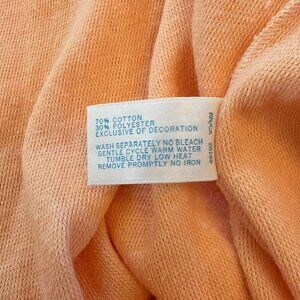 70% COTTON
30% POLYESTER
EXCLUSIVE OF DECORATION
WASH SEPARATELY NO BLEACH
GENTLE CYCLE WARM WATER
TUMBLE DRY LOW HEAT
REMOVE PROMPTLY NO IRON